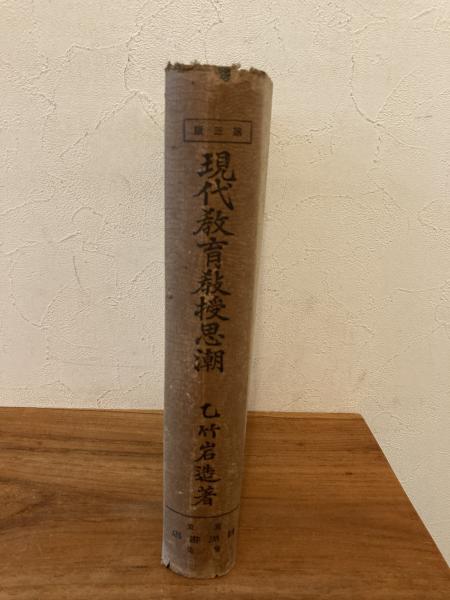 第三版
現代教育教授思潮
乙竹岩造著